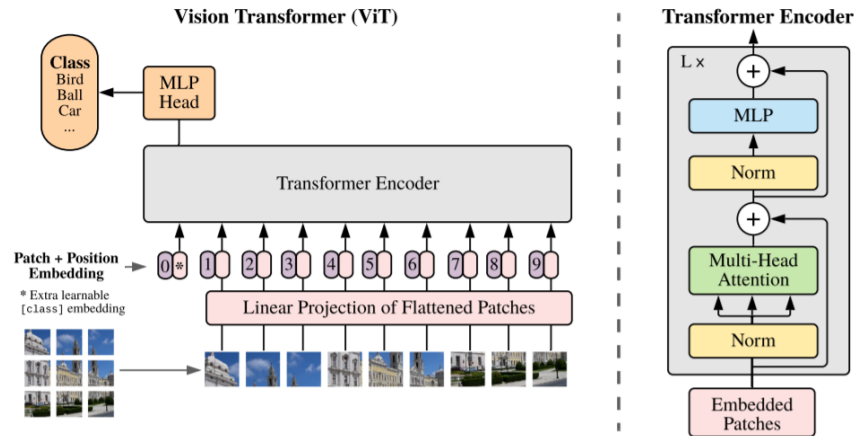 Vision Transformer (ViT)
Class
Bird
Ball
Car
...
MLP
Head
Transformer Encoder
Patch + Position
Embedding
0 * 1 2 3 4 5 6 7 8 9
* Extra learnable
[class] embedding
Linear Projection of Flattened Patches
Transformer Encoder
L ×
+
MLP
Norm
+
Multi-Head
Attention
Norm
Embedded
Patches